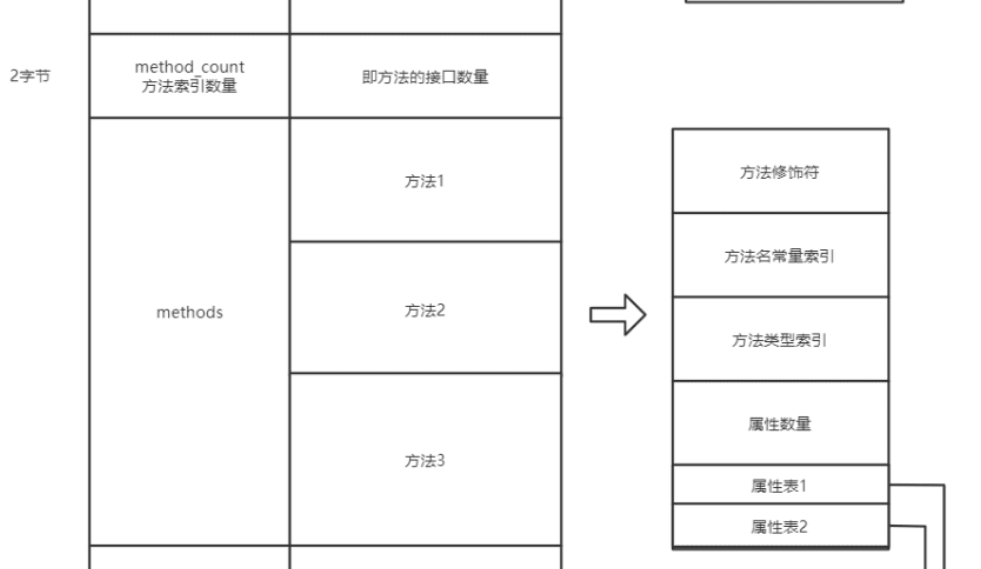 2字节
method_count
方法索引数量
即方法的接口数量
methods
方法1
方法2
方法3
方法修饰符
方法名常量索引
方法类型索引
属性数量
属性表1
属性表2